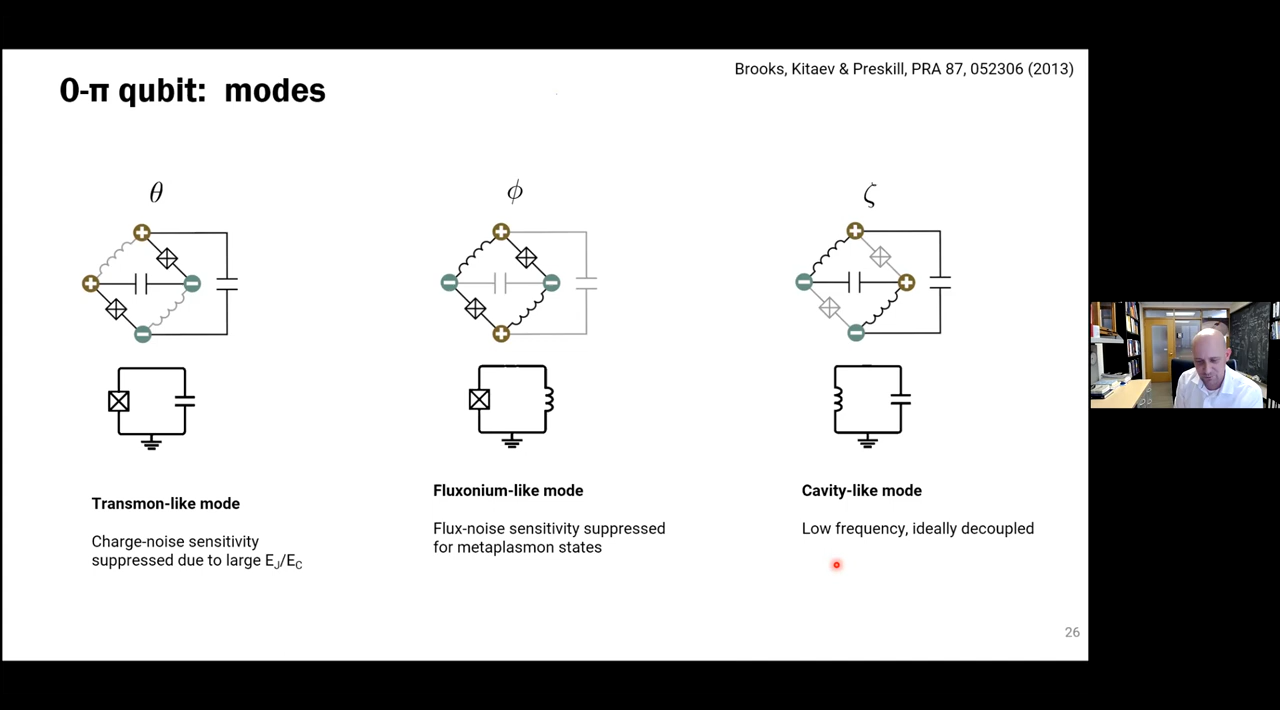 Brooks, Kitaev & Preskill, PRA 87, 052306 (2013)
0-π qubit: modes
θ
ϕ
ζ
Transmon-like mode
Charge-noise sensitivity
suppressed due to large E_J/E_C
Fluxonium-like mode
Flux-noise sensitivity suppressed
for metaplasmon states
Cavity-like mode
Low frequency, ideally decoupled
26